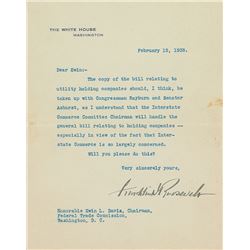 THE WHITE HOUSE
WASHINGTON
February 12, 1935.
Dear Ewin:-
The copy of the bill relating to
utility holding companies should, I think, be
taken up with Congressman Rayburn and Senator
Ashurst, on the theory that the Interstate
Commerce Committee Chairman will handle the
general bill relating to holding companies --
especially in view of the fact that Inter-
state Commerce is so largely concerned.
Will you please do this?
Very sincerely yours,
Franklin D Roosevelt
Honorable Ewin L. Davis, Chairman,
Federal Trade Commission,
Washington, D. C.